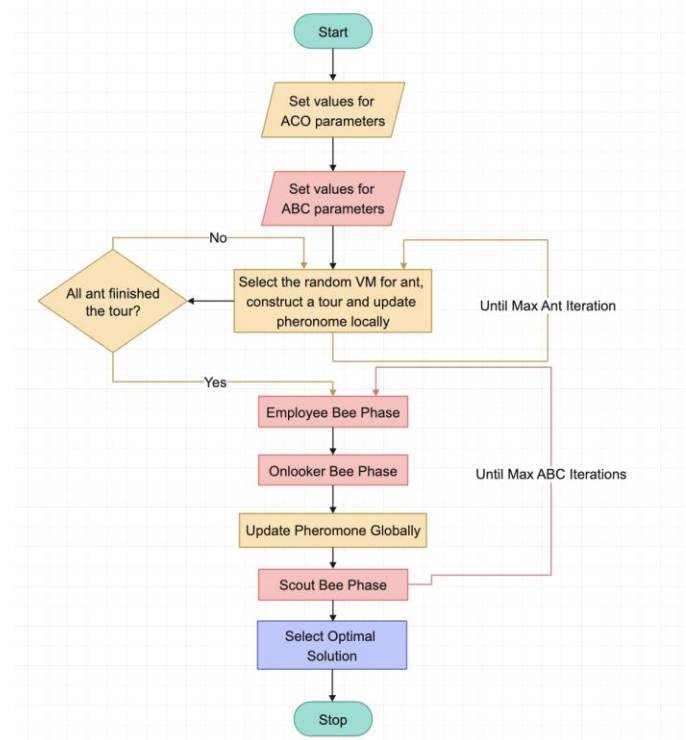 Start
Set values for
ACO parameters
Set values for
ABC parameters
No
All ant fiinished
the tour?
Select the random VM for ant,
construct a tour and update
pheronome locally
Until Max Ant Iteration
Yes
Employee Bee Phase
Onlooker Bee Phase
Until Max ABC Iterations
Update Pheromone Globally
Scout Bee Phase
Select Optimal
Solution
Stop